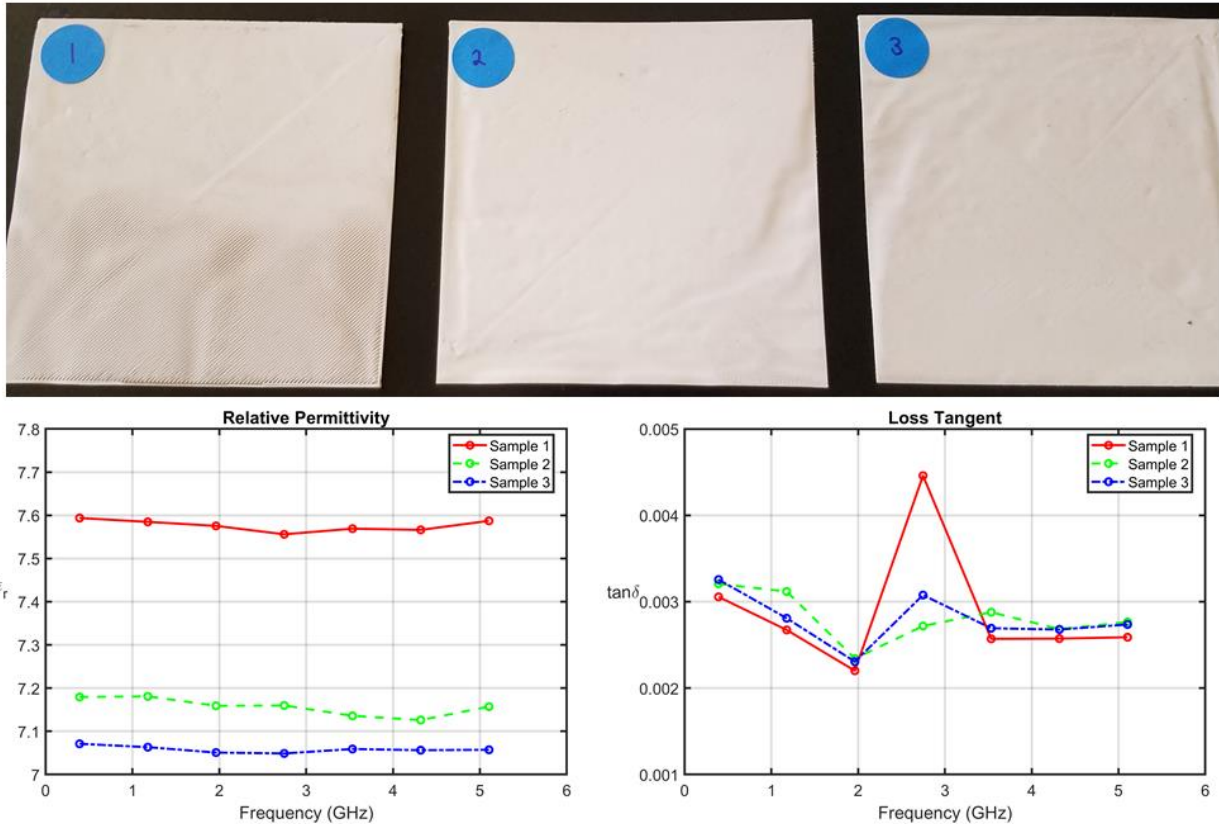 1
2
3
Relative Permittivity
7.8
7.7
7.6
7.5
7.4
7.3
7.2
7.1
7
0 1 2 3 4 5 6
Frequency (GHz)
Sample 1
Sample 2
Sample 3
r
Loss Tangent
0.005
0.004
0.003
0.002
0.001
tanδ
0 1 2 3 4 5 6
Frequency (GHz)
Sample 1
Sample 2
Sample 3